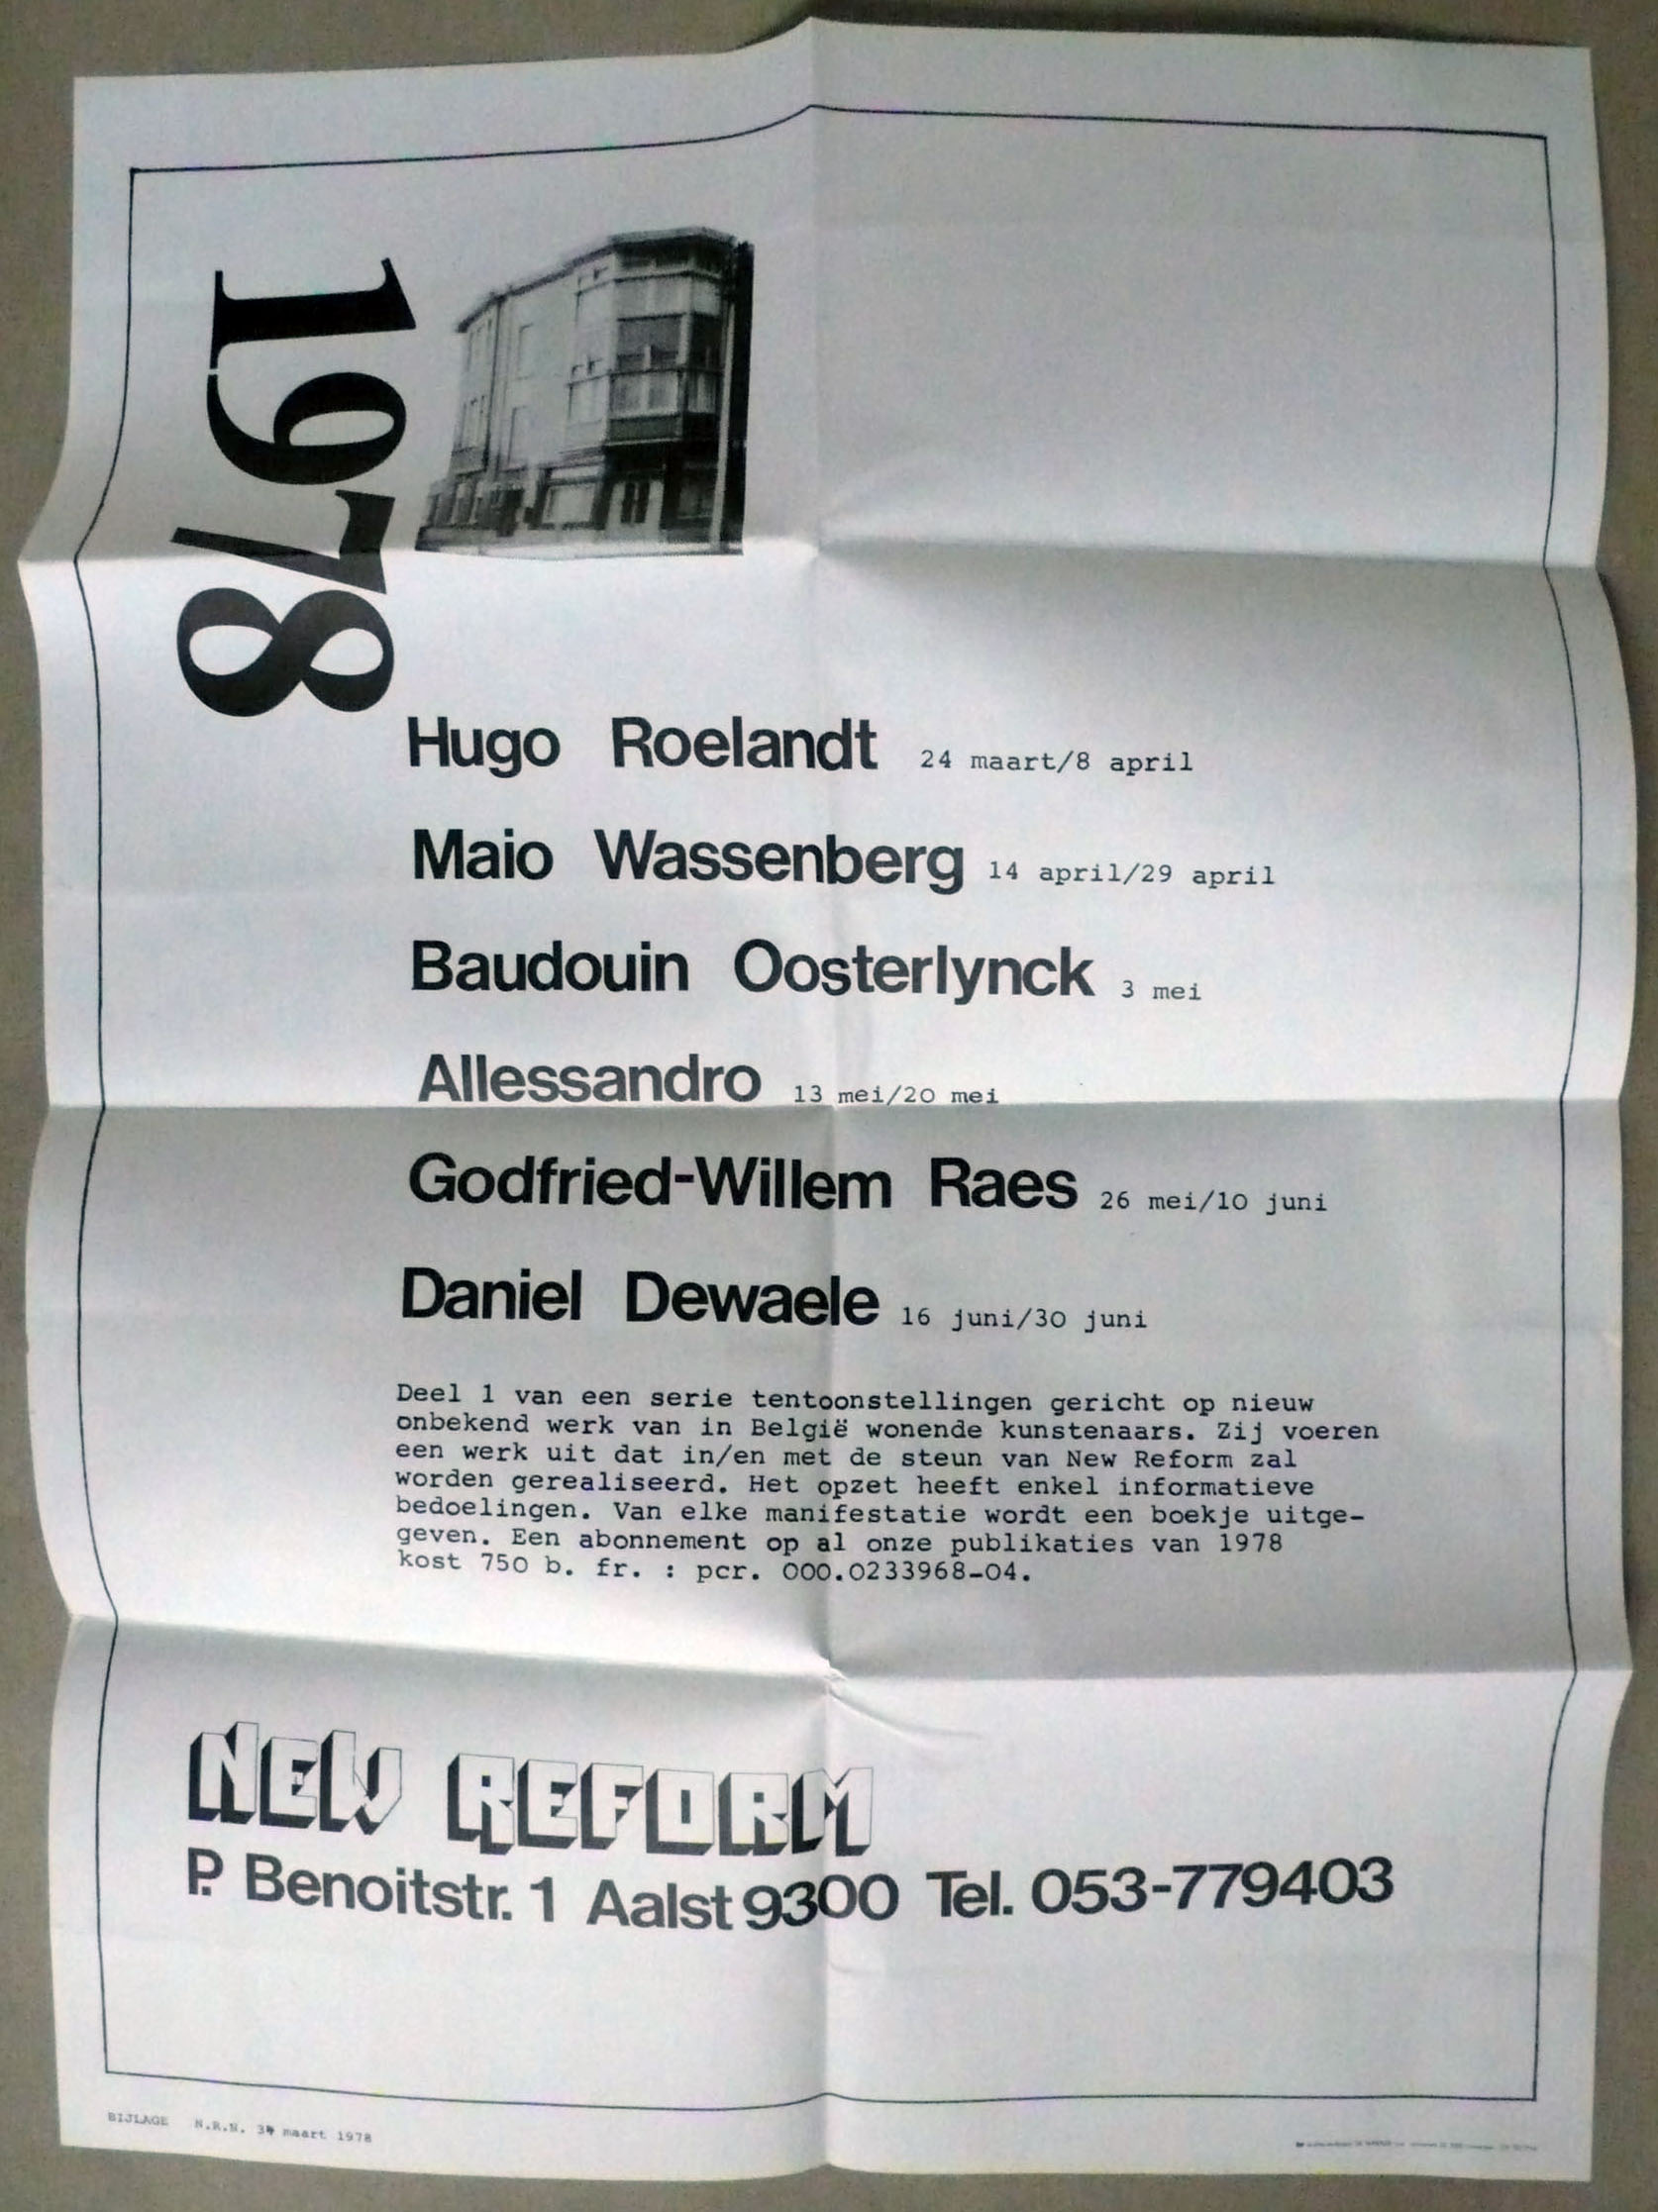 1978
Hugo Roelandt 24 maart/8 april
Maio Wassenberg 14 april/29 april
Baudouin Oosterlynck 3 mei
Allessandro 13 mei/20 mei
Godfried-Willem Raes 26 mei/10 juni
Daniel Dewaele 16 juni/30 juni
Deel 1 van een serie tentoonstellingen gericht op nieuw
onbekend werk van in België wonende kunstenaars. Zij voeren
een werk uit dat in/en met de steun van New Reform zal
worden gerealiseerd. Het opzet heeft enkel informatieve
bedoelingen. Van elke manifestatie wordt een boekje uitge-
geven. Een abonnement op al onze publikaties van 1978
kost 750 b. fr. : pcr. 000.0233968-04.
NEW REFORM
P. Benoitstr. 1 Aalst 9300 Tel. 053-779403
BIJLAGE N.R.N. maart 1978